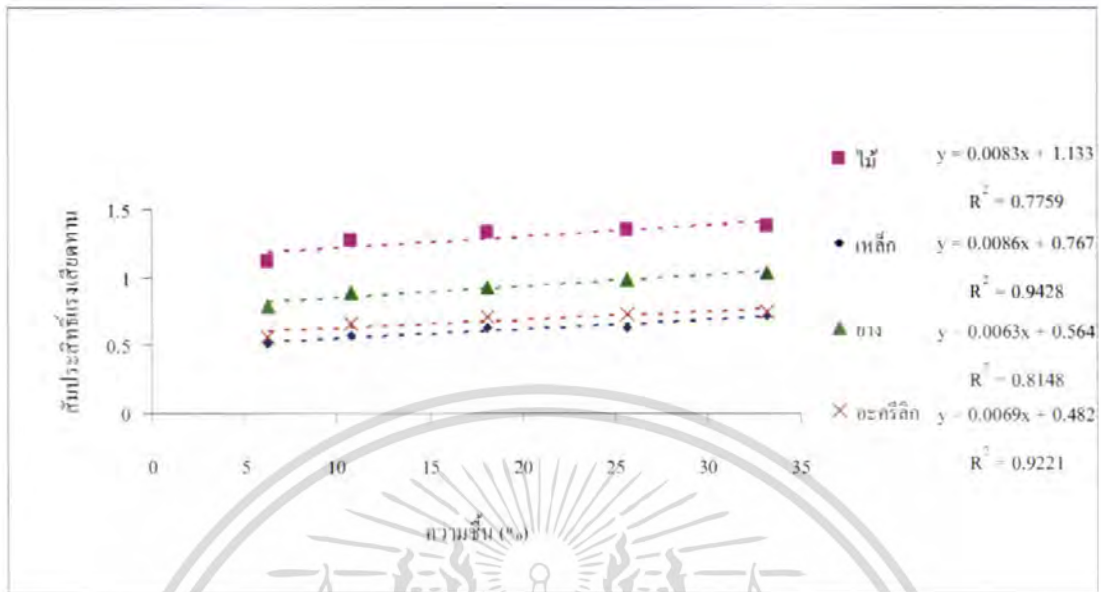 ไม้ y = 0.0083x + 1.133
R² = 0.7759
เหล็ก y = 0.0086x + 0.767
R² = 0.9428
ยาง y = 0.0063x + 0.564
R² = 0.8148
อะครีลิก y = 0.0069x + 0.482
R² = 0.9221
สัมประสิทธิ์แรงเสียดทาน
1.5
1
0.5
0
0 5 10 15 20 25 30 35
ความชื้น (%)